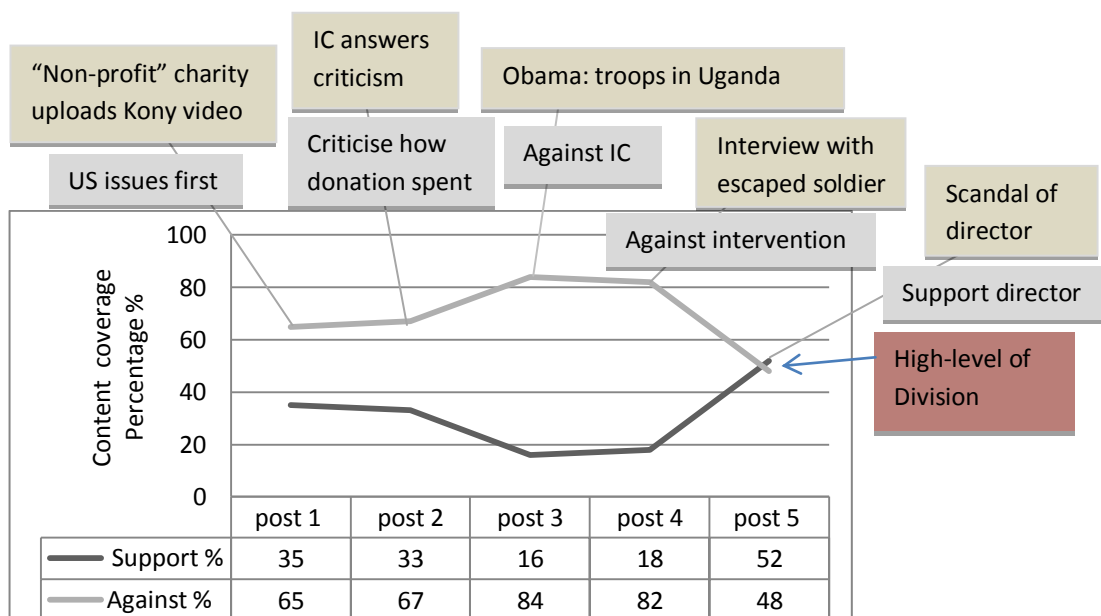 “Non-profit” charity
uploads Kony video
IC answers
criticism
Obama: troops in Uganda
Interview with
escaped soldier
Scandal of
director
US issues first
Criticise how
donation spent
Against IC
Against intervention
Support director
High-level of
Division
Content coverage
Percentage %
100
80
60
40
20
0
post 1 post 2 post 3 post 4 post 5
Support % 35 33 16 18 52
Against % 65 67 84 82 48